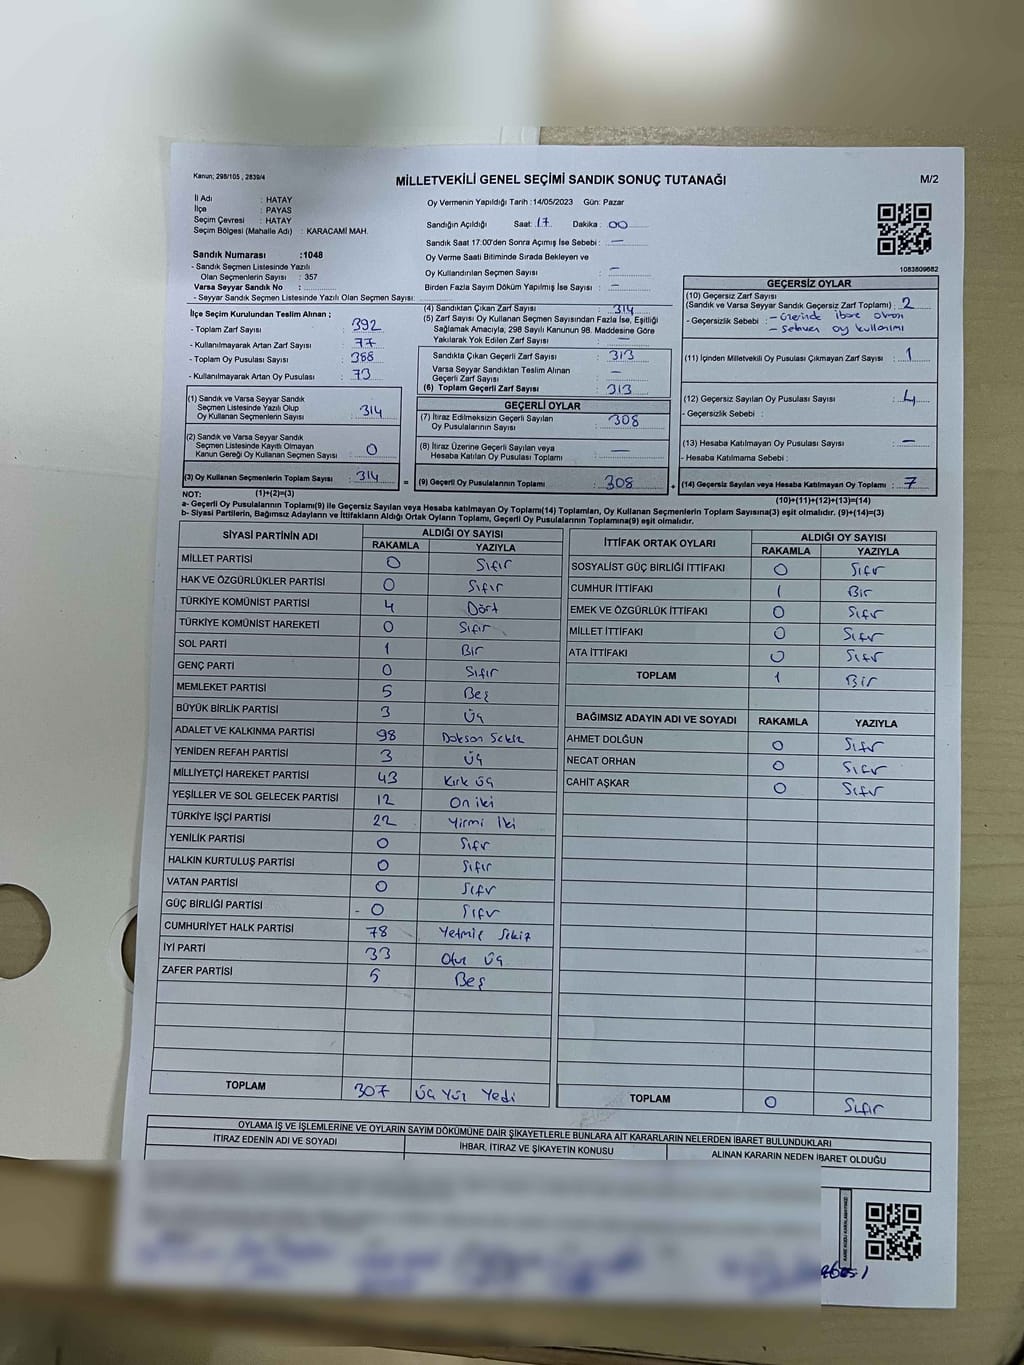 Kanun; 298/105 , 2839/4
MİLLETVEKİLİ GENEL SEÇİMİ SANDIK SONUÇ TUTANAĞI
M/2
İl Adı : HATAY
İlçe : PAYAS
Seçim Çevresi : HATAY
Seçim Bölgesi (Mahalle Adı) : KARACAMİ MAH.
Oy Vermenin Yapıldığı Tarih :14/05/2023 Gün: Pazar
Sandığın Açıldığı Saat: 17 Dakika : 00
Sandık Saat 17:00'den Sonra Açımış İse Sebebi : —
Oy Verme Saati Bitiminde Sırada Bekleyen ve
Oy Kullandırılan Seçmen Sayısı : —
Birden Fazla Sayım Döküm Yapılmış İse Sayısı : —
1083809682
Sandık Numarası :1048
- Sandık Seçmen Listesinde Yazılı
Olan Seçmenlerin Sayısı : 357
Varsa Seyyar Sandık No :
- Seyyar Sandık Seçmen Listesinde Yazılı Olan Seçmen Sayısı:
İlçe Seçim Kurulundan Teslim Alınan ;
- Toplam Zarf Sayısı : 392
- Kullanılmayarak Artan Zarf Sayısı : 77
- Toplam Oy Pusulası Sayısı : 388
- Kullanılmayarak Artan Oy Pusulası : 73
(1) Sandık ve Varsa Seyyar Sandık
Seçmen Listesinde Yazılı Olup
Oy Kullanan Seçmenlerin Sayısı : 314
(2) Sandık ve Varsa Seyyar Sandık
Seçmen Listesinde Kayıtlı Olmayan
Kanun Gereği Oy Kullanan Seçmen Sayısı : 0
(3) Oy Kullanan Seçmenlerin Toplam Sayısı : 314
(1)+(2)=(3)
(4) Sandıktan Çıkan Zarf Sayısı : 314
(5) Zarf Sayısı Oy Kullanan Seçmen Sayısından Fazla İse, Eşitliği
Sağlamak Amacıyla, 298 Sayılı Kanunun 98. Maddesine Göre
Yakılarak Yok Edilen Zarf Sayısı : —
Sandıkta Çıkan Geçerli Zarf Sayısı : 313
Varsa Seyyar Sandıktan Teslim Alınan
Geçerli Zarf Sayısı : —
(6) Toplam Geçerli Zarf Sayısı : 313
GEÇERLİ OYLAR
(7) İtiraz Edilmeksizin Geçerli Sayılan
Oy Pusulalarının Sayısı : 308
(8) İtiraz Üzerine Geçerli Sayılan veya
Hesaba Katılan Oy Pusulası Toplamı : —
= (9) Geçerli Oy Pusulalarının Toplamı : 308
GEÇERSİZ OYLAR
(10) Geçersiz Zarf Sayısı
(Sandık ve Varsa Seyyar Sandık Geçersiz Zarf Toplamı) : 2
- Geçersizlik Sebebi : - üzerinde ibare olması
- Sehven oy kullanımı
(11) İçinden Milletvekili Oy Pusulası Çıkmayan Zarf Sayısı : 1
(12) Geçersiz Sayılan Oy Pusulası Sayısı : 4
- Geçersizlik Sebebi :
(13) Hesaba Katılmayan Oy Pusulası Sayısı : —
- Hesaba Katılmama Sebebi :
+ (14) Geçersiz Sayılan veya Hesaba Katılmayan Oy Toplamı : 7
(10)+(11)+(12)+(13)=(14)
NOT:
a- Geçerli Oy Pusulalarının Toplamı(9) ile Geçersiz Sayılan veya Hesaba Katılmayan Oy Toplamı(14) Toplamları, Oy Kullanan Seçmenlerin Toplam Sayısına(3) eşit olmalıdır. (9)+(14)=(3)
b- Siyasi Partilerin, Bağımsız Adayların ve İttifakların Aldığı Ortak Oyların Toplamı, Geçerli Oy Pusulalarının Toplamına(9) eşit olmalıdır.
SİYASİ PARTİNİN ADI ALDIĞI OY SAYISI
RAKAMLA YAZIYLA
MİLLET PARTİSİ 0 Sıfır
HAK VE ÖZGÜRLÜKLER PARTİSİ 0 Sıfır
TÜRKİYE KOMÜNİST PARTİSİ 4 Dört
TÜRKİYE KOMÜNİST HAREKETİ 0 Sıfır
SOL PARTİ 1 Bir
GENÇ PARTİ 0 Sıfır
MEMLEKET PARTİSİ 5 Beş
BÜYÜK BİRLİK PARTİSİ 3 Üç
ADALET VE KALKINMA PARTİSİ 98 Doksan Sekiz
YENİDEN REFAH PARTİSİ 3 Üç
MİLLİYETÇİ HAREKET PARTİSİ 43 Kırk üç
YEŞİLLER VE SOL GELECEK PARTİSİ 12 On iki
TÜRKİYE İŞÇİ PARTİSİ 22 Yirmi İki
YENİLİK PARTİSİ 0 Sıfır
HALKIN KURTULUŞ PARTİSİ 0 Sıfır
VATAN PARTİSİ 0 Sıfır
GÜÇ BİRLİĞİ PARTİSİ - 0 Sıfır
CUMHURİYET HALK PARTİSİ 78 Yetmiş Sekiz
İYİ PARTİ 33 Otuz üç
ZAFER PARTİSİ 5 Beş
TOPLAM 307 Üç Yüz Yedi
İTTİFAK ORTAK OYLARI ALDIĞI OY SAYISI
RAKAMLA YAZIYLA
SOSYALİST GÜÇ BİRLİĞİ İTTİFAKI 0 Sıfır
CUMHUR İTTİFAKI 1 Bir
EMEK VE ÖZGÜRLÜK İTTİFAKI 0 Sıfır
MİLLET İTTİFAKI 0 Sıfır
ATA İTTİFAKI 0 Sıfır
TOPLAM 1 Bir
BAĞIMSIZ ADAYIN ADI VE SOYADI RAKAMLA YAZIYLA
AHMET DOLĞUN 0 Sıfır
NECAT ORHAN 0 Sıfır
CAHİT AŞKAR 0 Sıfır
TOPLAM 0 Sıfır
OYLAMA İŞ VE İŞLEMLERİNE VE OYLARIN SAYIM DÖKÜMÜNE DAİR ŞİKAYETLERLE BUNLARA AİT KARARLARIN NELERDEN İBARET BULUNDUKLARI
İTİRAZ EDENİN ADI VE SOYADI İHBAR, İTİRAZ VE ŞİKAYETİN KONUSU ALINAN KARARIN NEDEN İBARET OLDUĞU